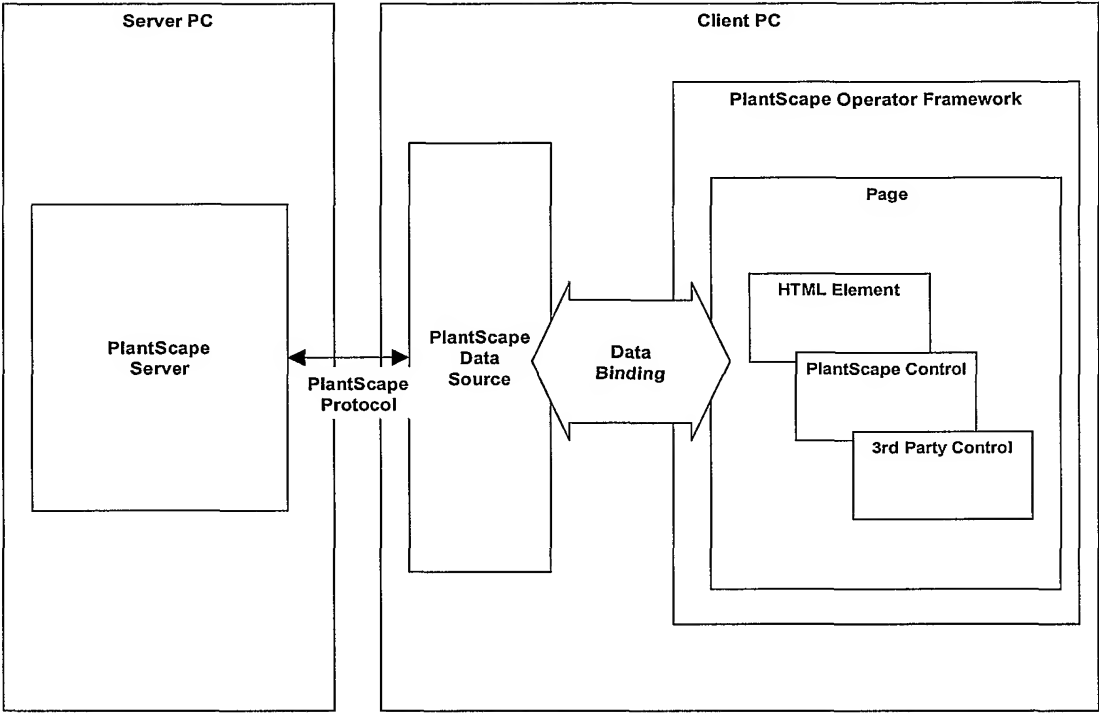 Server PC
Client PC
PlantScape Operator Framework
Page
HTML Element
PlantScape
Server
PlantScape
Protocol
PlantScape
Data
Source
Data
Binding
PlantScape Control
3rd Party Control